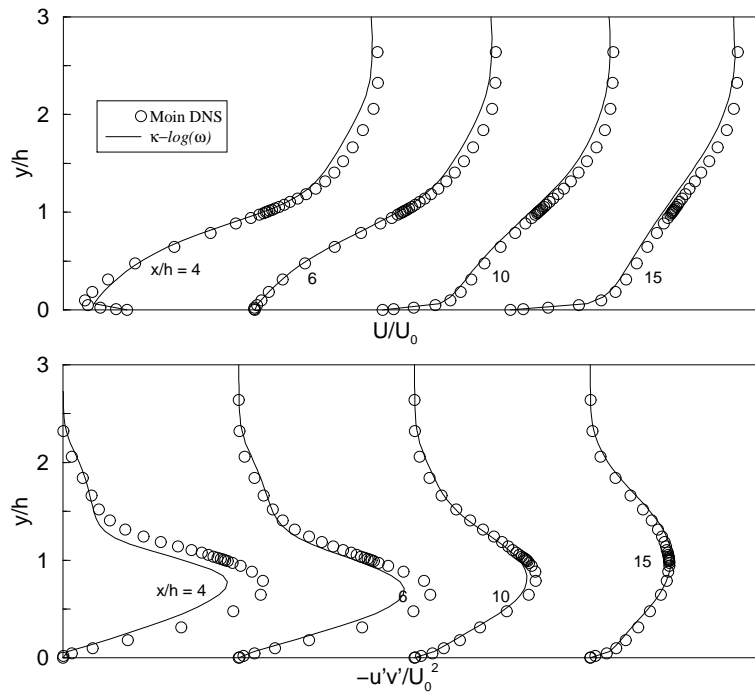 3
2
1
0
y/h
Moin DNS
κ−log(ω)
x/h = 4
6
10
15
U/U₀
3
2
1
0
y/h
x/h = 4
6
10
15
−u'v'/U₀²